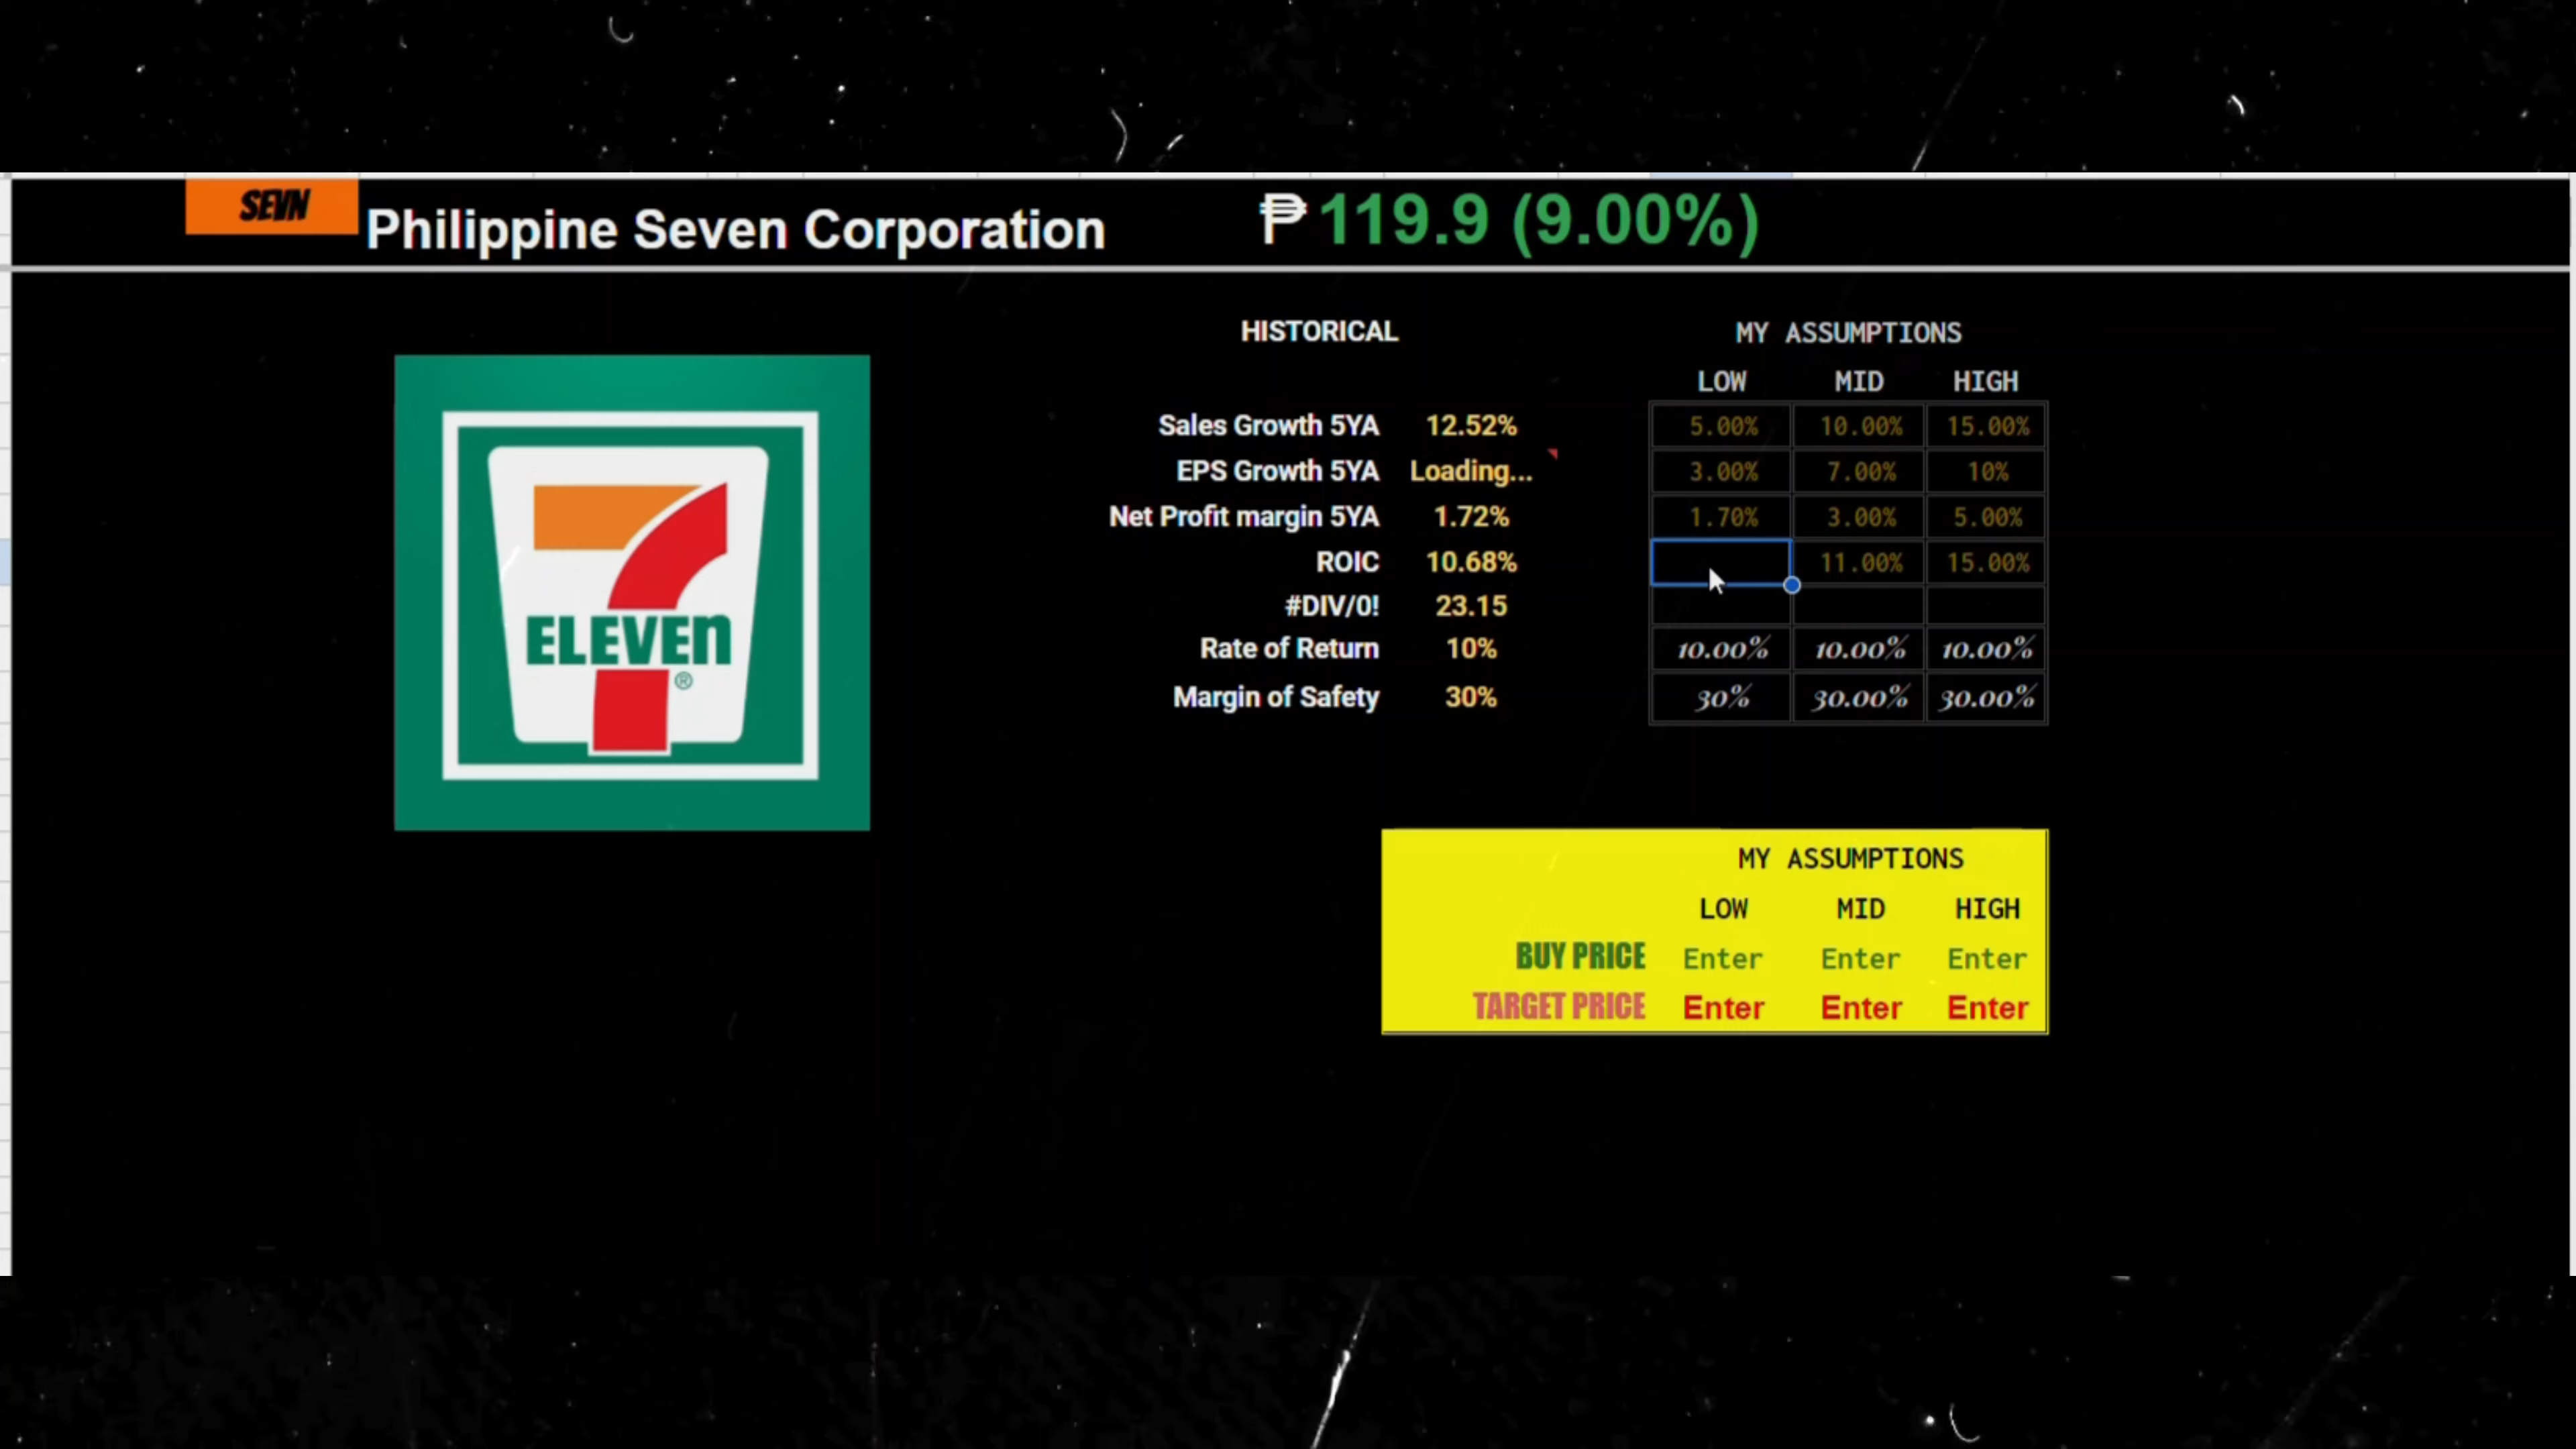 SEVN Philippine Seven Corporation ₱119.9 (9.00%)
HISTORICAL MY ASSUMPTIONS
LOW MID HIGH
Sales Growth 5YA 12.52% 5.00% 10.00% 15.00%
EPS Growth 5YA Loading... 3.00% 7.00% 10%
Net Profit margin 5YA 1.72% 1.70% 3.00% 5.00%
ROIC 10.68% 11.00% 15.00%
#DIV/0! 23.15
Rate of Return 10% 10.00% 10.00% 10.00%
Margin of Safety 30% 30% 30.00% 30.00%
7
ELEVEn
®
MY ASSUMPTIONS
LOW MID HIGH
BUY PRICE Enter Enter Enter
TARGET PRICE Enter Enter Enter